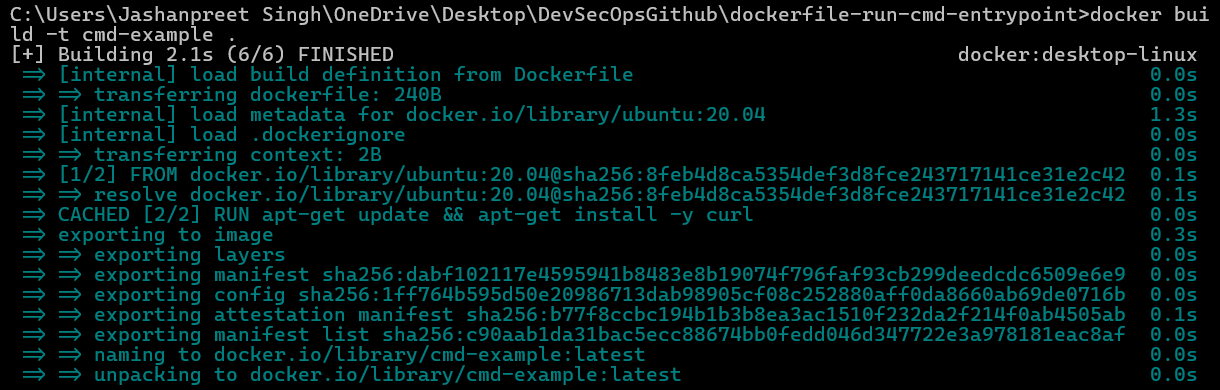 C:\Users\Jashanpreet Singh\OneDrive\Desktop\DevSecOpsGithub\dockerfile-run-cmd-entrypoint>docker bui
ld -t cmd-example .
[+] Building 2.1s (6/6) FINISHED docker:desktop-linux
=> [internal] load build definition from Dockerfile 0.0s
=> => transferring dockerfile: 240B 0.0s
=> [internal] load metadata for docker.io/library/ubuntu:20.04 1.3s
=> [internal] load .dockerignore 0.0s
=> => transferring context: 2B 0.0s
=> [1/2] FROM docker.io/library/ubuntu:20.04@sha256:8feb4d8ca5354def3d8fce243717141ce31e2c42 0.1s
=> => resolve docker.io/library/ubuntu:20.04@sha256:8feb4d8ca5354def3d8fce243717141ce31e2c42 0.1s
=> CACHED [2/2] RUN apt-get update && apt-get install -y curl 0.0s
=> exporting to image 0.3s
=> => exporting layers 0.0s
=> => exporting manifest sha256:dabf102117e4595941b8483e8b19074f796faf93cb299deedcdc6509e6e9 0.0s
=> => exporting config sha256:1ff764b595d50e20986713dab98905cf08c252880aff0da8660ab69de0716b 0.0s
=> => exporting attestation manifest sha256:b77f8ccbc194b1b3b8ea3ac1510f232da2f214f0ab4505ab 0.1s
=> => exporting manifest list sha256:c90aab1da31bac5ecc88674bb0fedd046d347722e3a978181eac8af 0.0s
=> => naming to docker.io/library/cmd-example:latest 0.0s
=> => unpacking to docker.io/library/cmd-example:latest 0.0s